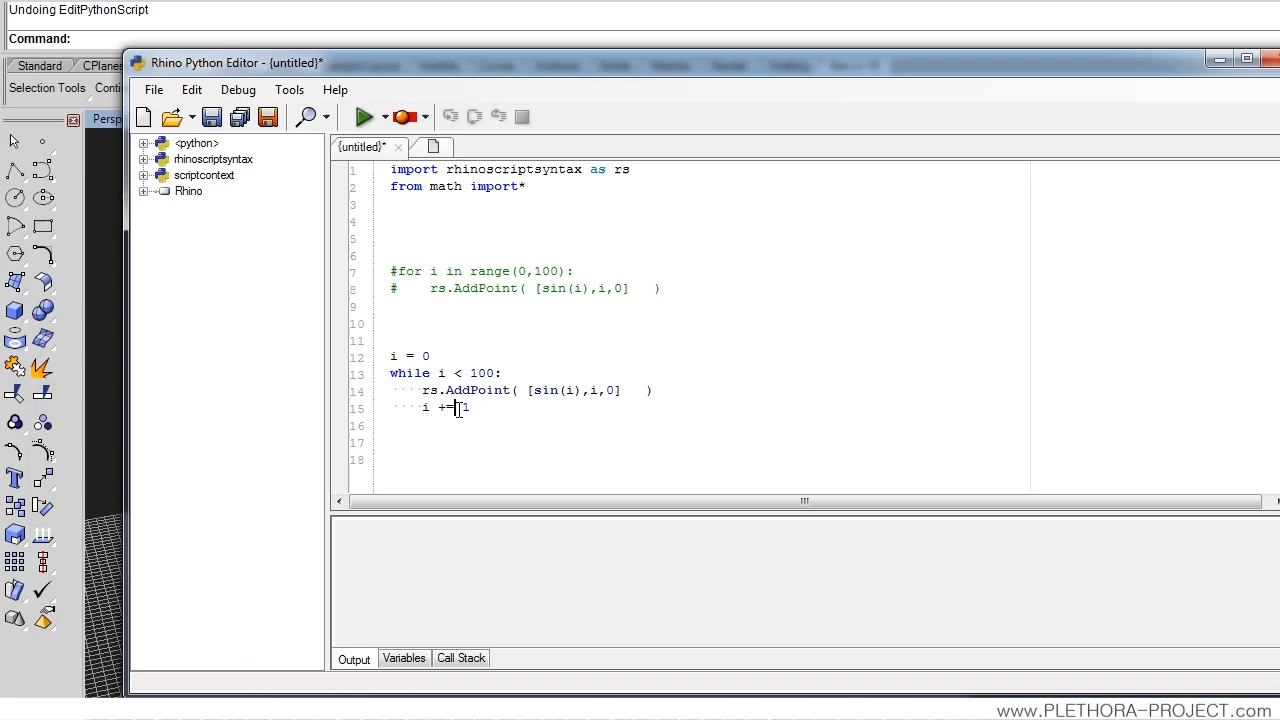 Undoing EditPythonScript
Command:
Standard CPlanes
Selection Tools Conti
Persp
Rhino Python Editor - {untitled}*
File Edit Debug Tools Help
<python>
rhinoscriptsyntax
scriptcontext
Rhino
{untitled}*
1 import rhinoscriptsyntax as rs
2 from math import*
3
4
5
6
7 #for i in range(0,100):
8 #    rs.AddPoint( [sin(i),i,0]   )
9
10
11
12 i = 0
13 while i < 100:
14 ····rs.AddPoint( [sin(i),i,0]   )
15 ····i += 1
16
17
18
Output Variables Call Stack
www.PLETHORA-PROJECT.com